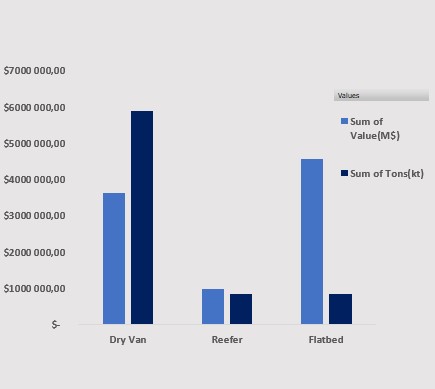 $7000 000,00
$6000 000,00
$5000 000,00
$4000 000,00
$3000 000,00
$2000 000,00
$1000 000,00
$-
Dry Van Reefer Flatbed
Values
Sum of
Value(M$)
Sum of Tons(kt)